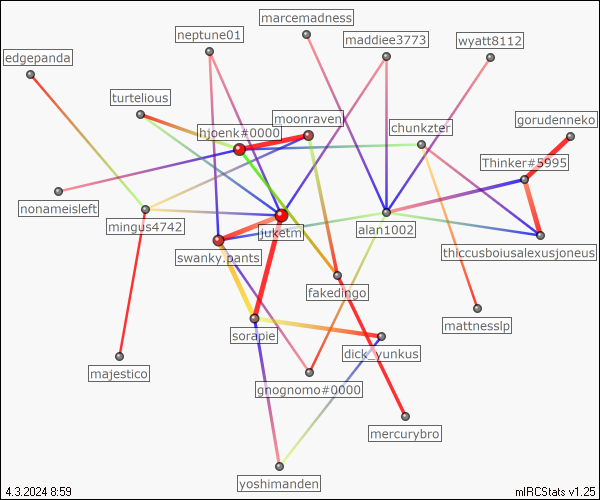 marcemadness
neptune01
maddiee3773
wyatt8112
edgepanda
turtelious
moonraven
gorudenneko
hjoenk#0000
chunkzter
Thinker#5995
nonameisleft
mingus4742
juketm
alan1002
swanky.pants
thiccusboiusalexusjoneus
fakedingo
mattnesslp
sorapie
dick_yunkus
majestico
gnognomo#0000
mercurybro
yoshimanden
4.3.2024 8:59
mIRCStats v1.25